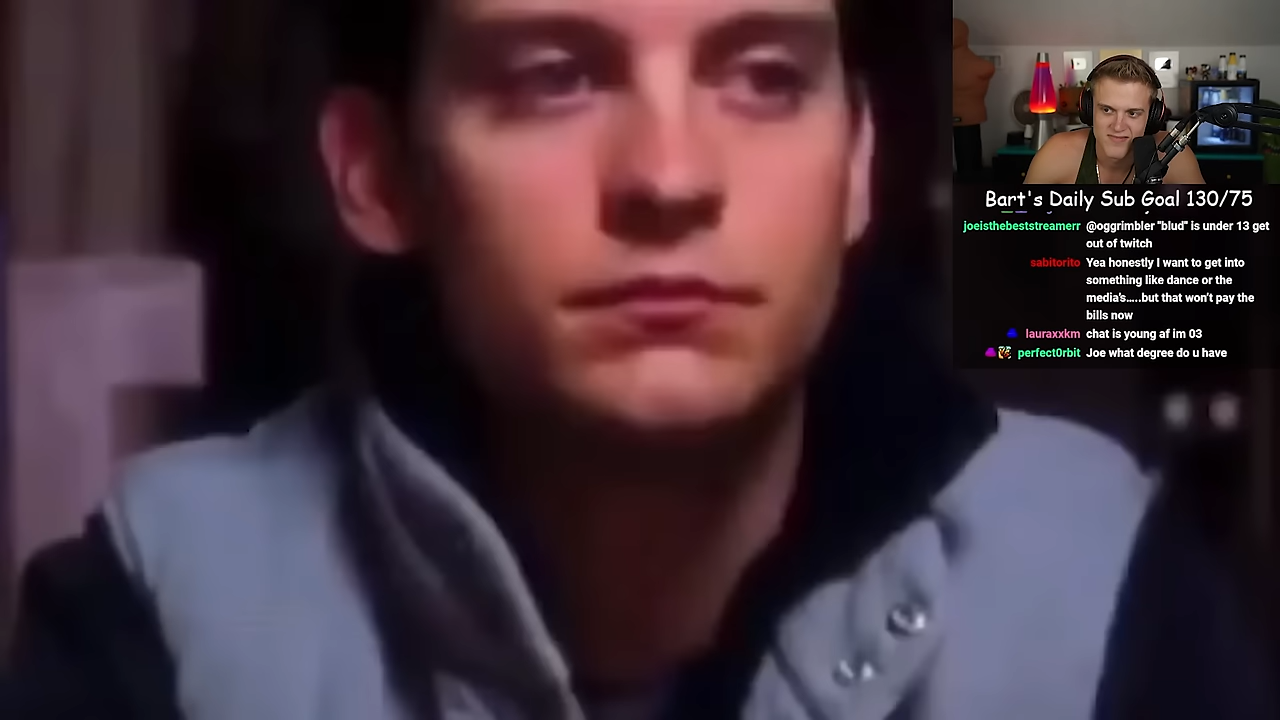 Bart's Daily Sub Goal 130/75
joeisthebeststreamerr @oggrimbler "blud" is under 13 get
out of twitch
sabitorito Yea honestly I want to get into
something like dance or the
media's.....but that won't pay the
bills now
lauraxxkm chat is young af im 03
perfect0rbit Joe what degree do u have